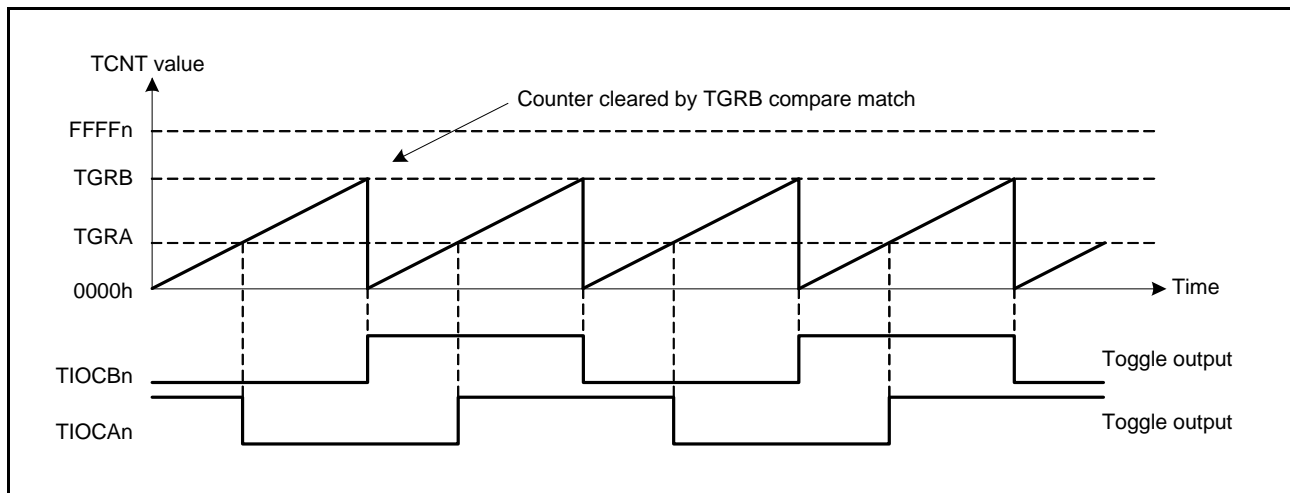 TCNT value
Counter cleared by TGRB compare match
FFFFn
TGRB
TGRA
0000h
Time
TIOCBn
Toggle output
TIOCAn
Toggle output